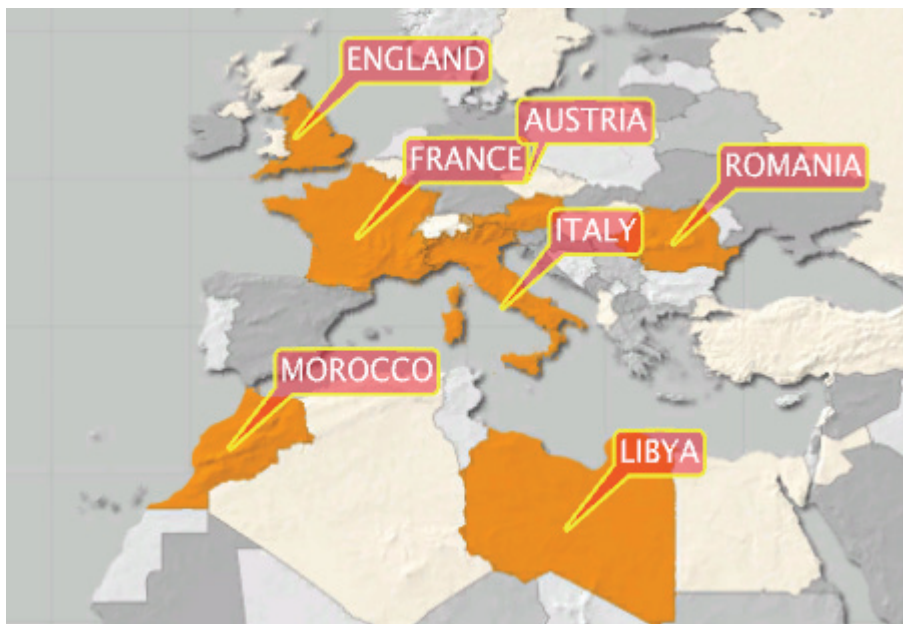 ENGLAND
AUSTRIA
FRANCE
ROMANIA
ITALY
MOROCCO
LIBYA